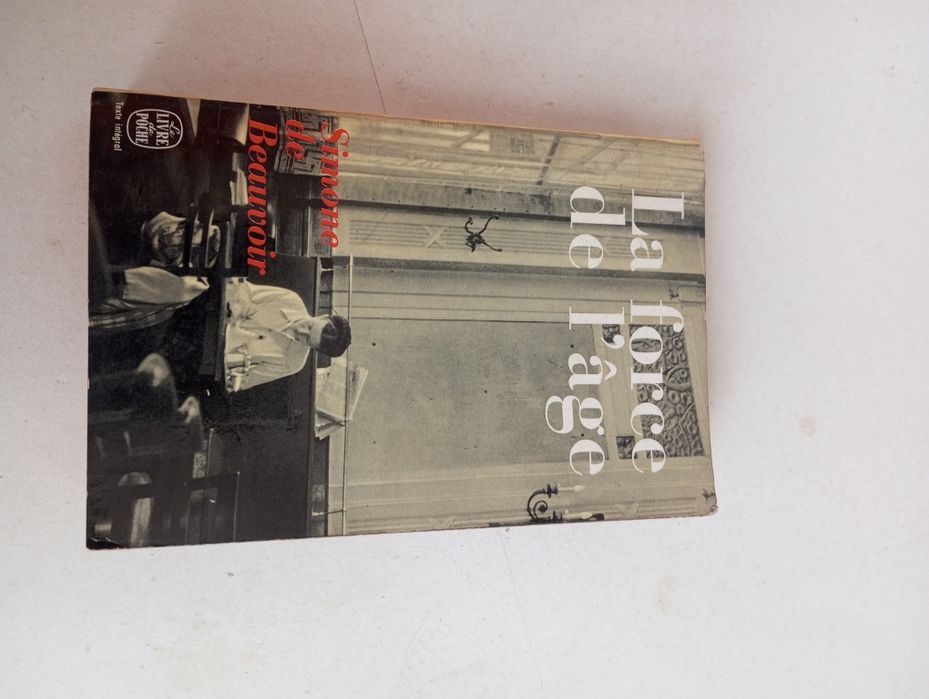 La force
de l'âge
Simone
de
Beauvoir
Le
LIVRE
de
POCHE
Texte intégral